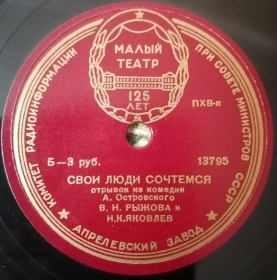 КОМИТЕТ РАДИОИНФОРМАЦИИ ПРИ СОВЕТЕ МИНИСТРОВ СССР
МАЛЫЙ
ТЕАТР
125
ЛЕТ
ПХВ-п
Б—3 руб. 13795
СВОИ ЛЮДИ СОЧТЕМСЯ
отрывок из комедии
А. Островского
В. Н. РЫЖОВА и
Н.К.ЯКОВЛЕВ
АПРЕЛЕВСКИЙ ЗАВОД